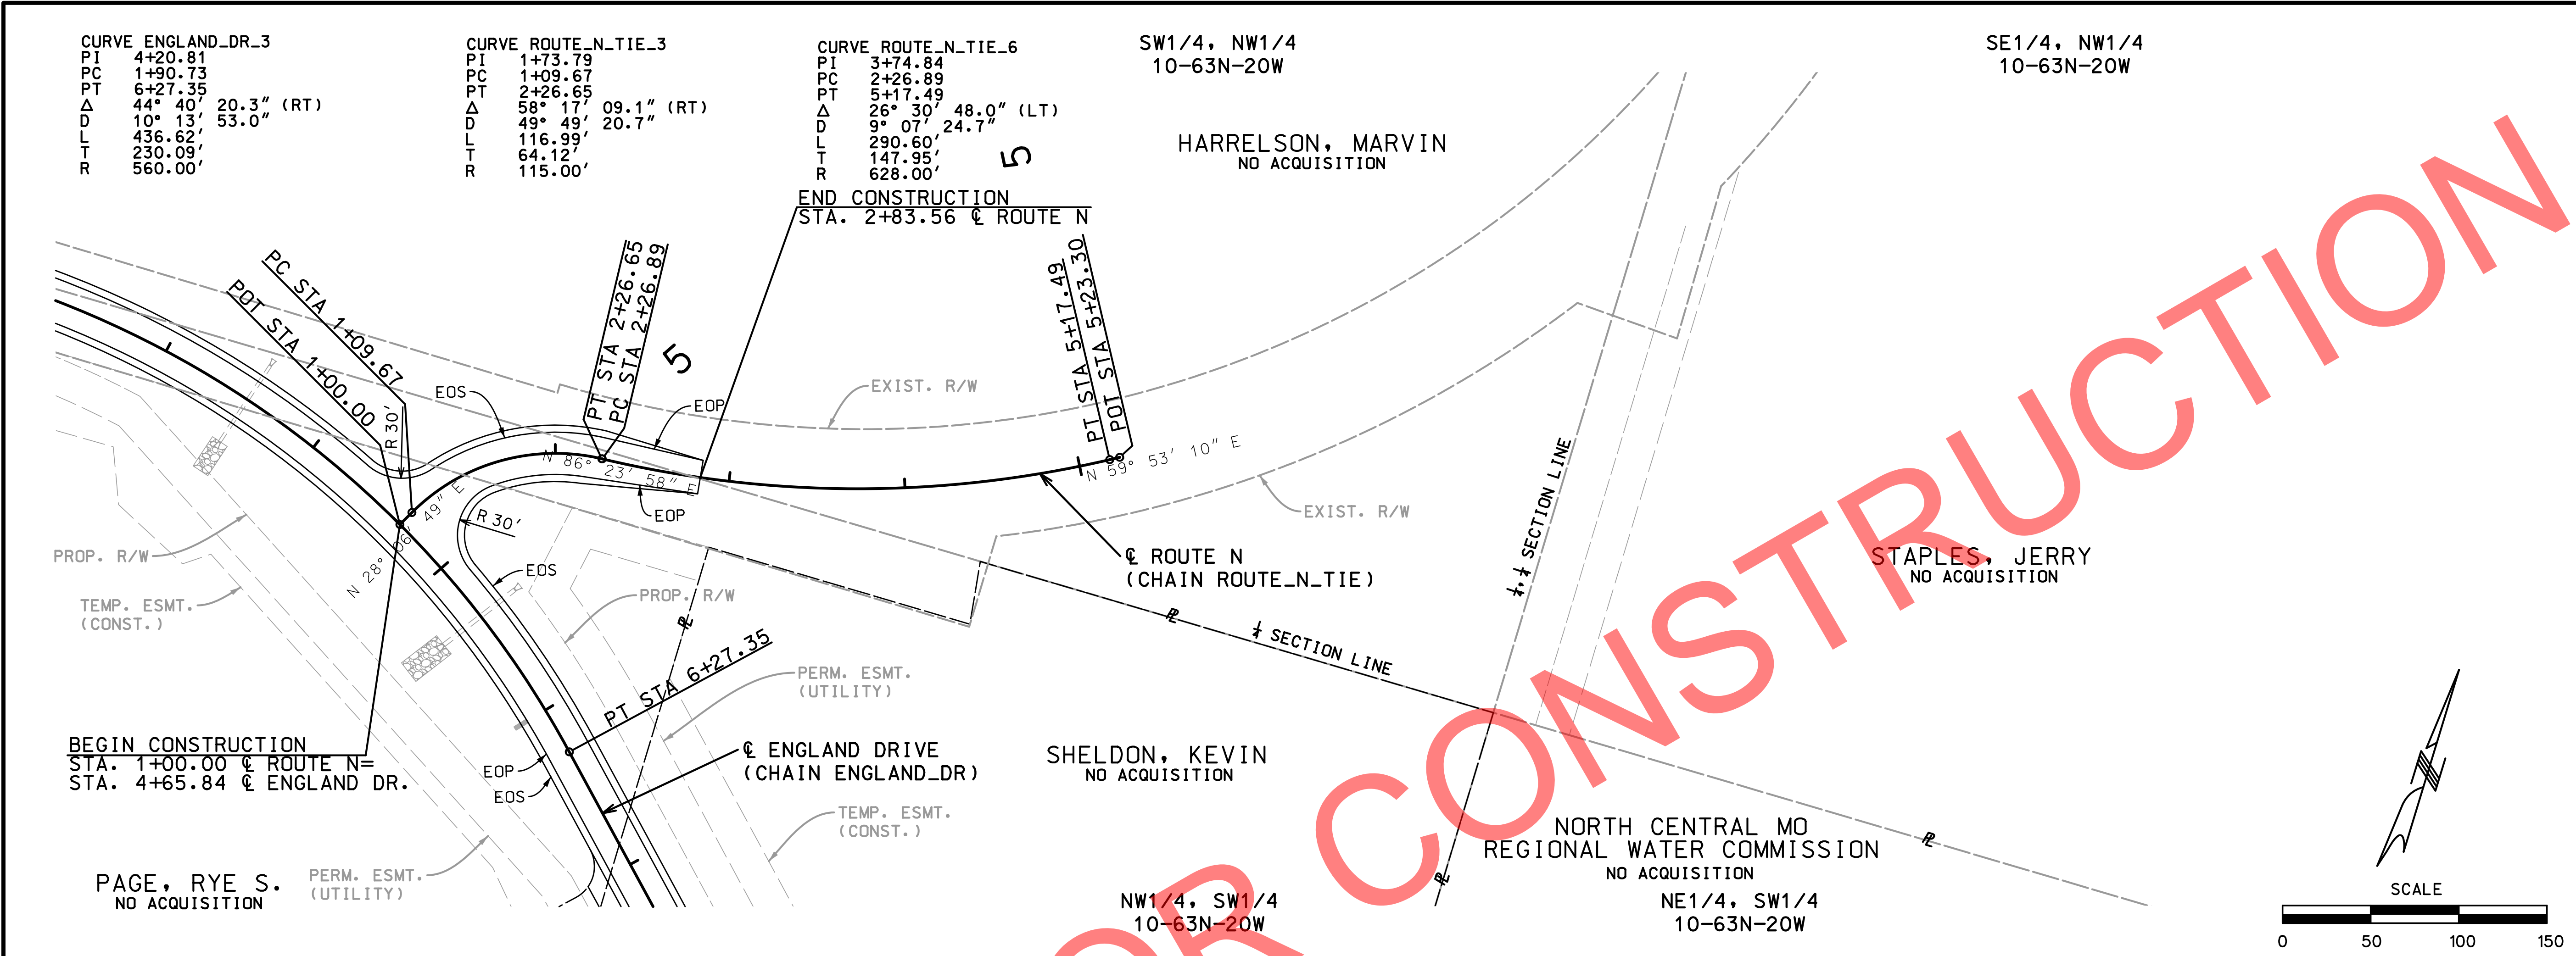 CURVE ENGLAND_DR_3
PI 4+20.81
PC 1+90.73
PT 6+27.35
Δ 44° 40' 20.3" (RT)
D 10° 13' 53.0"
L 436.62'
T 230.09'
R 560.00'
CURVE ROUTE_N_TIE_3
PI 1+73.79
PC 1+09.67
PT 2+26.65
Δ 58° 17' 09.1" (RT)
D 49° 49' 20.7"
L 116.99'
T 64.12'
R 115.00'
CURVE ROUTE_N_TIE_6
PI 3+74.84
PC 2+26.89
PT 5+17.49
Δ 26° 30' 48.0" (LT)
D 9° 07' 24.7"
L 290.60'
T 147.95'
R 628.00'
5
SW1/4, NW1/4
10-63N-20W
SE1/4, NW1/4
10-63N-20W
HARRELSON, MARVIN
NO ACQUISITION
END CONSTRUCTION
STA. 2+83.56 ℄ ROUTE N
PC STA 1+09.67
POT STA 1+00.00
PT STA 2+26.65
PC STA 2+26.89
5
PT STA 5+17.49
POT STA 5+23.30
R 30'
EOS
EOP
EXIST. R/W
N 86° 23' 58" E
N 59° 53' 10" E
N 28° 06' 49" E
R 30'
EOP
EXIST. R/W
PROP. R/W
TEMP. ESMT.
(CONST.)
EOS
PROP. R/W
℄ ROUTE N
(CHAIN ROUTE_N_TIE)
¼,¼ SECTION LINE
STAPLES, JERRY
NO ACQUISITION
℄ 
¼ SECTION LINE
PT STA 6+27.35
PERM. ESMT.
(UTILITY)
BEGIN CONSTRUCTION
STA. 1+00.00 ℄ ROUTE N=
STA. 4+65.84 ℄ ENGLAND DR.
EOP
EOS
℄ ENGLAND DRIVE
(CHAIN ENGLAND_DR)
SHELDON, KEVIN
NO ACQUISITION
TEMP. ESMT.
(CONST.)
PAGE, RYE S.
NO ACQUISITION
PERM. ESMT.
(UTILITY)
NORTH CENTRAL MO
REGIONAL WATER COMMISSION
NO ACQUISITION
NW1/4, SW1/4
10-63N-20W
NE1/4, SW1/4
10-63N-20W
SCALE
0 50 100 150
OR CONSTRUCTION